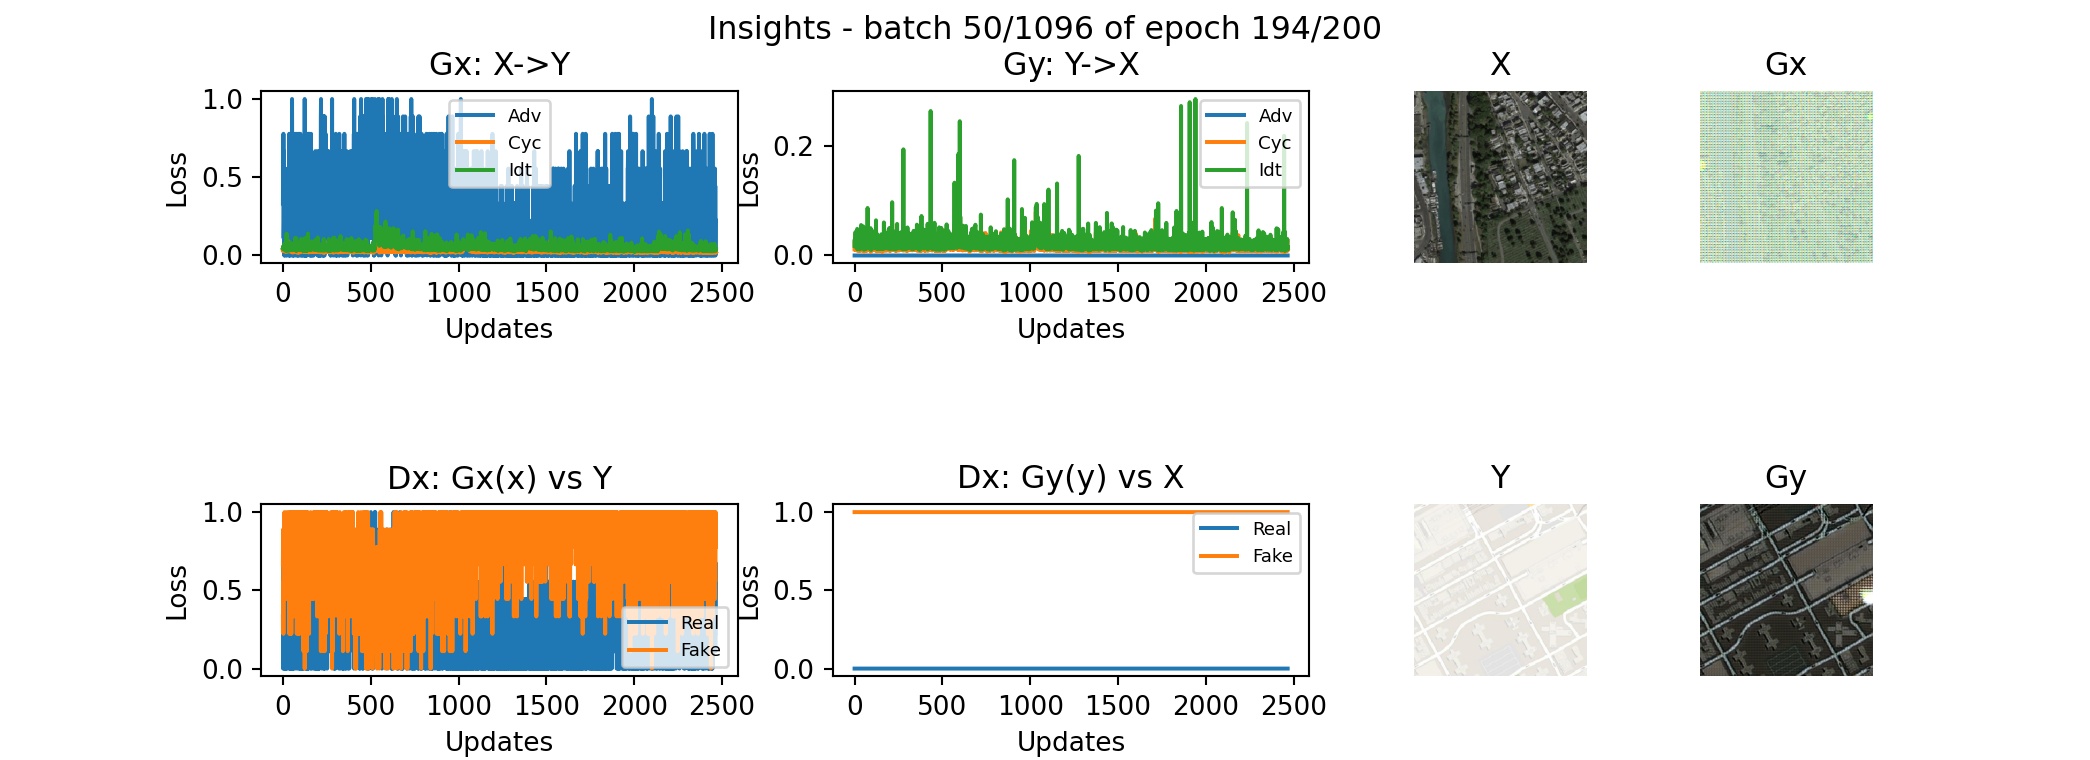 Insights - batch 50/1096 of epoch 194/200
Gx: X->Y
Gy: Y->X
X
Gx
1.0
0.5
0.0
Loss
Adv
Cyc
Idt
0
500
1000
1500
2000
2500
Updates
0.2
0.0
Loss
Adv
Cyc
Idt
0
500
1000
1500
2000
2500
Updates
Dx: Gx(x) vs Y
Dx: Gy(y) vs X
Y
Gy
1.0
0.5
0.0
Loss
Real
Fake
0
500
1000
1500
2000
2500
Updates
1.0
0.5
0.0
Loss
Real
Fake
0
500
1000
1500
2000
2500
Updates